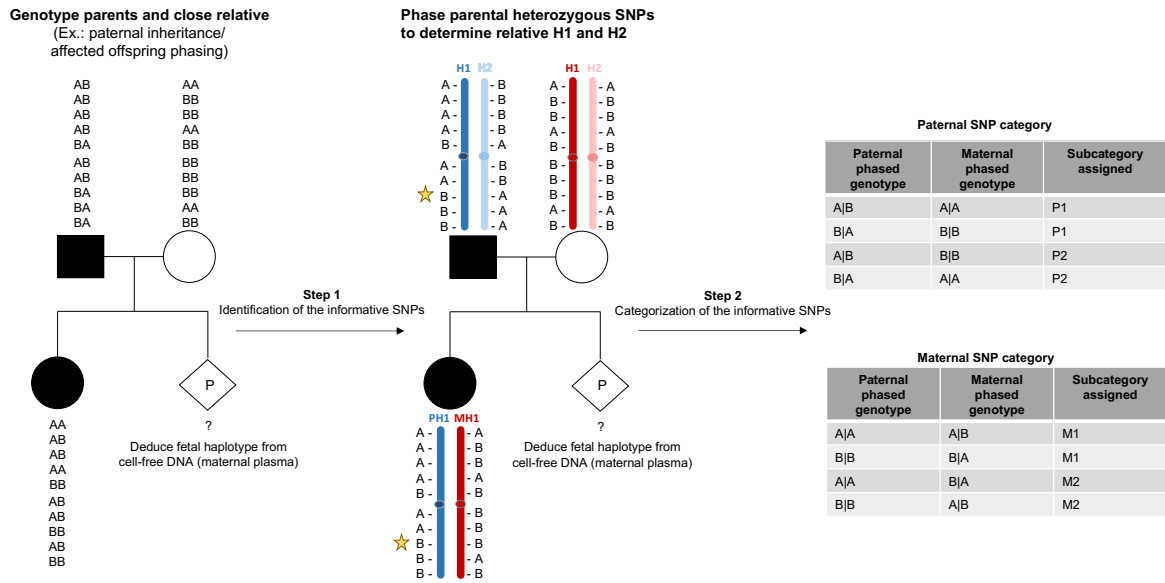 Genotype parents and close relative
(Ex.: paternal inheritance/
affected offspring phasing)
AB AA
AB BB
AB BB
AB AA
BA BB
AB BB
AB BB
BA BB
BA AA
BA BB
P
?
Deduce fetal haplotype from
cell-free DNA (maternal plasma)
AA
AB
AB
AA
BB
AB
AB
BB
AB
BB
Step 1
Identification of the informative SNPs
Phase parental heterozygous SNPs
to determine relative H1 and H2
H1 H2 H1 H2
A - - B A - - A
A - - B B - - B
A - - B B - - B
A - - B A - - A
B - - A B - - B
A - - B B - - B
A - - B B - - B
B - - A B - - B
B - - A A - - A
B - - A B - - B
P
?
Deduce fetal haplotype from
cell-free DNA (maternal plasma)
PH1 MH1
A - - A
A - - B
A - - B
A - - A
B - - B
A - - B
A - - B
B - - B
B - - A
B - - B
Step 2
Categorization of the informative SNPs
Paternal SNP category
Paternal phased genotype Maternal phased genotype Subcategory assigned
A|B A|A P1
B|A B|B P1
A|B B|B P2
B|A A|A P2
Maternal SNP category
Paternal phased genotype Maternal phased genotype Subcategory assigned
A|A A|B M1
B|B B|A M1
A|A B|A M2
B|B A|B M2